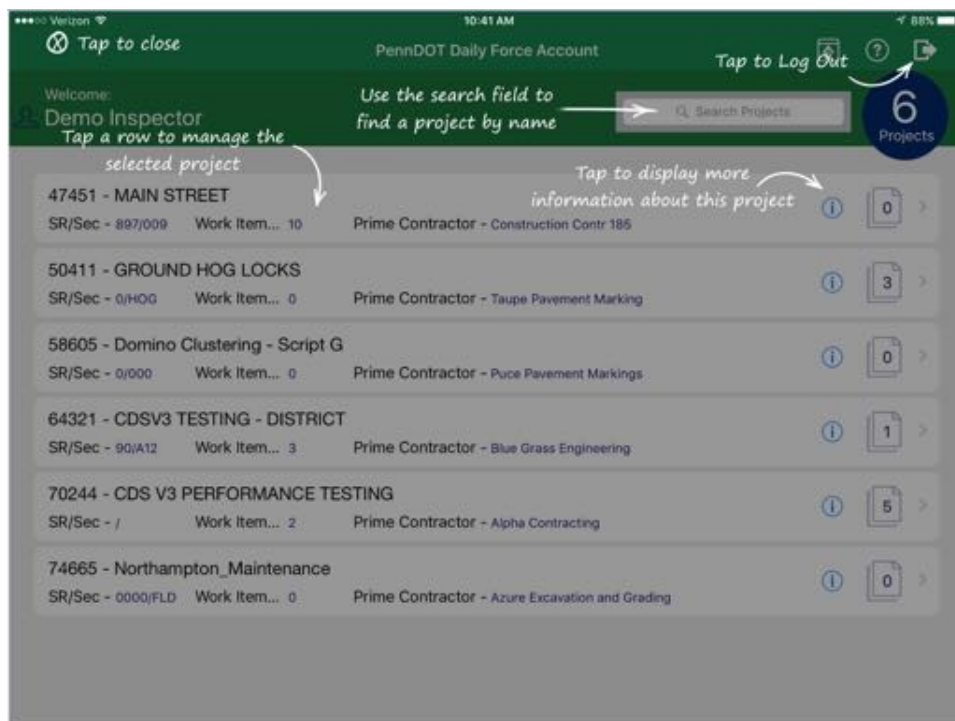 Verizon 10:41 AM 88%
Tap to close
PennDOT Daily Force Account
Tap to Log Out
Welcome:
Demo Inspector
Use the search field to
find a project by name
Search Projects
6
Projects
Tap a row to manage the
selected project
Tap to display more
information about this project
47451 - MAIN STREET
0
SR/Sec - 897/009 Work Item... 10 Prime Contractor - Construction Contr 185
50411 - GROUND HOG LOCKS
3
SR/Sec - 0/HOG Work Item... 0 Prime Contractor - Taupe Pavement Marking
58605 - Domino Clustering - Script G
0
SR/Sec - 0/000 Work Item... 0 Prime Contractor - Puce Pavement Markings
64321 - CDSV3 TESTING - DISTRICT
1
SR/Sec - 90/A12 Work Item... 3 Prime Contractor - Blue Grass Engineering
70244 - CDS V3 PERFORMANCE TESTING
5
SR/Sec - / Work Item... 2 Prime Contractor - Alpha Contracting
74665 - Northampton_Maintenance
0
SR/Sec - 0000/FLD Work Item... 0 Prime Contractor - Azure Excavation and Grading